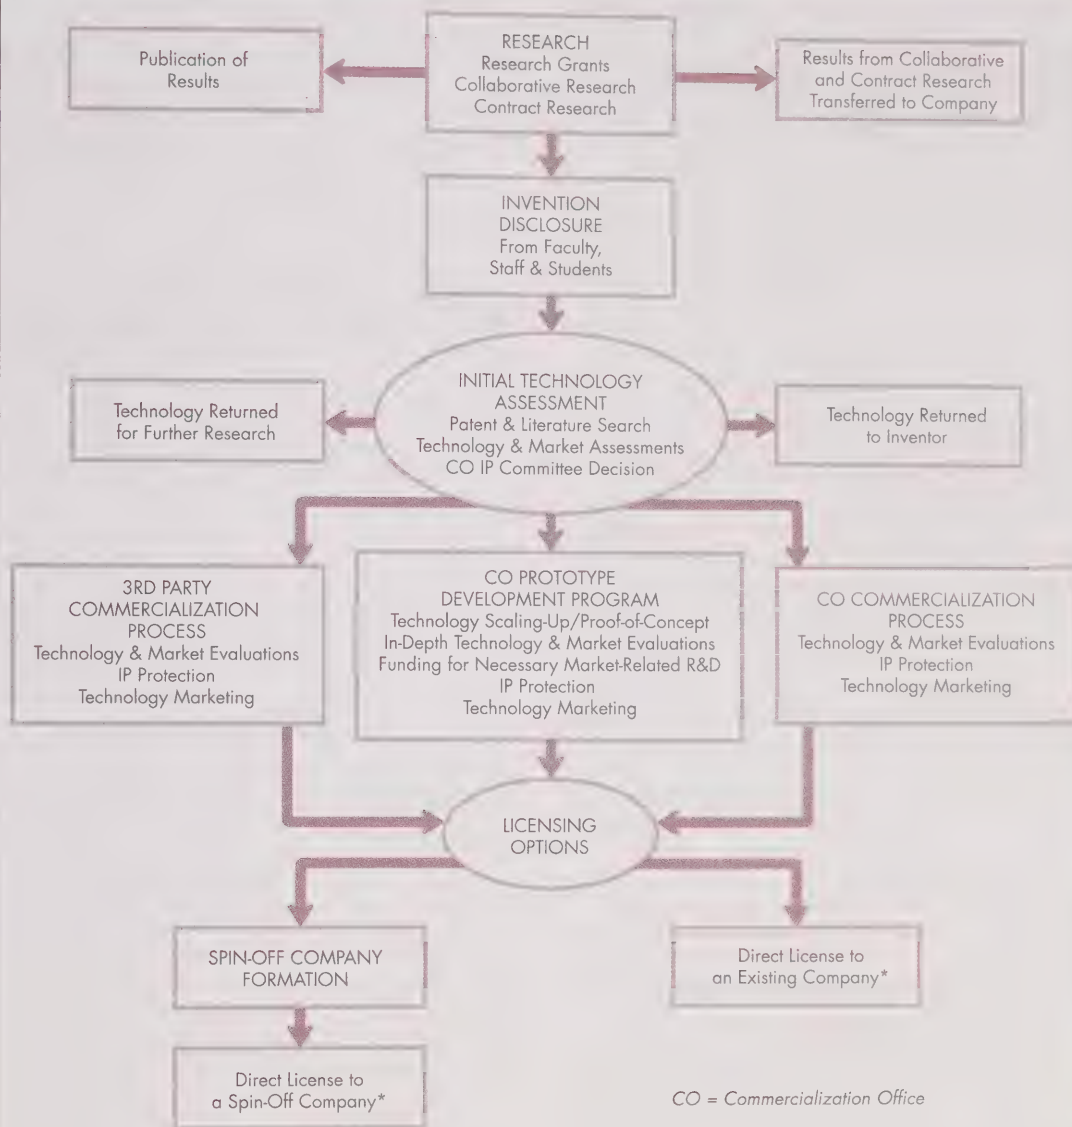 Publication of
Results
RESEARCH
Research Grants
Collaborative Research
Contract Research
Results from Collaborative
and Contract Research
Transferred to Company
INVENTION
DISCLOSURE
From Faculty,
Staff & Students
Technology Returned
for Further Research
INITIAL TECHNOLOGY
ASSESSMENT
Patent & Literature Search
Technology & Market Assessments
CO IP Committee Decision
Technology Returned
to Inventor
3RD PARTY
COMMERCIALIZATION
PROCESS
Technology & Market Evaluations
IP Protection
Technology Marketing
CO PROTOTYPE
DEVELOPMENT PROGRAM
Technology Scaling-Up/Proof-of-Concept
In-Depth Technology & Market Evaluations
Funding for Necessary Market-Related R&D
IP Protection
Technology Marketing
CO COMMERCIALIZATION
PROCESS
Technology & Market Evaluations
IP Protection
Technology Marketing
LICENSING
OPTIONS
SPIN-OFF COMPANY
FORMATION
Direct License to
an Existing Company*
Direct License to
a Spin-Off Company*
CO = Commercialization Office